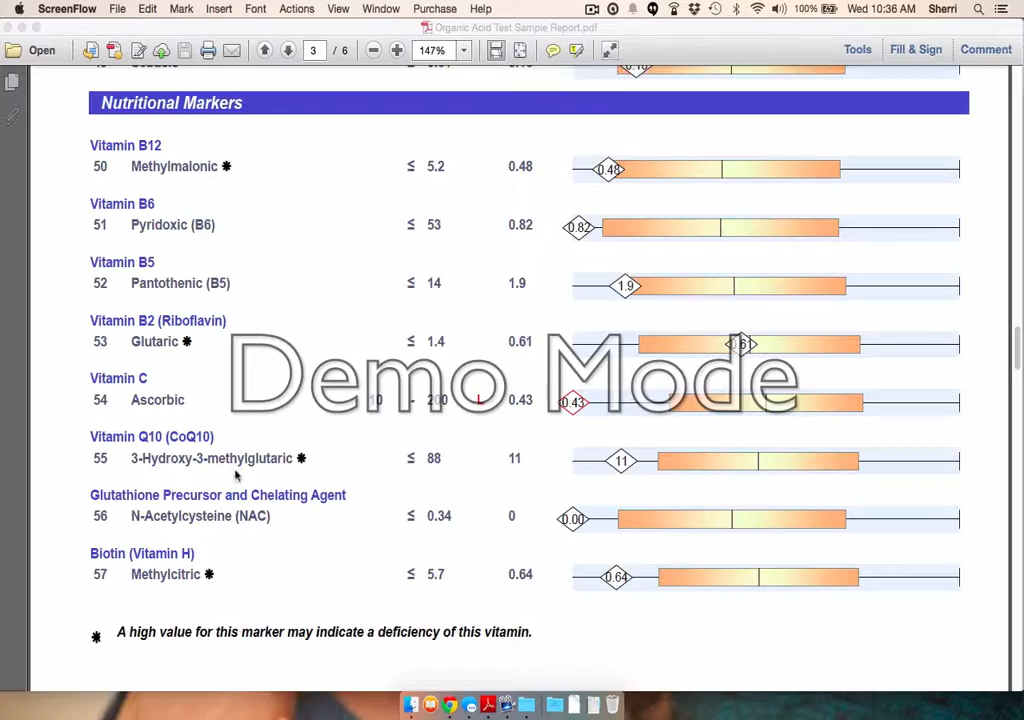 ScreenFlow File Edit Mark Insert Font Actions View Window Purchase Help 100% Wed 10:36 AM Sherri
Organic Acid Test Sample Report.pdf
Open 3 / 6 147% Tools Fill & Sign Comment
Nutritional Markers
Vitamin B12
50 Methylmalonic ✱ ≤ 5.2 0.48 0.48
Vitamin B6
51 Pyridoxic (B6) ≤ 53 0.82 0.82
Vitamin B5
52 Pantothenic (B5) ≤ 14 1.9 1.9
Vitamin B2 (Riboflavin)
53 Glutaric ✱ ≤ 1.4 0.61 0.61
Demo Mode
Vitamin C
54 Ascorbic 10 - 200 L 0.43 0.43
Vitamin Q10 (CoQ10)
55 3-Hydroxy-3-methylglutaric ✱ ≤ 88 11 11
Glutathione Precursor and Chelating Agent
56 N-Acetylcysteine (NAC) ≤ 0.34 0 0.00
Biotin (Vitamin H)
57 Methylcitric ✱ ≤ 5.7 0.64 0.64
✱ A high value for this marker may indicate a deficiency of this vitamin.